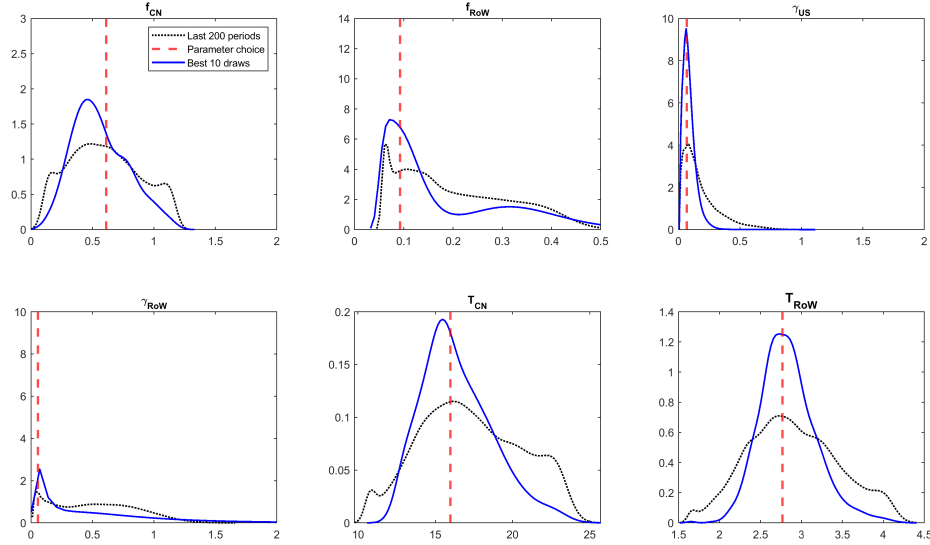 f_CN
3
2.5
2
1.5
1
0.5
0
0 0.5 1 1.5 2
Last 200 periods
Parameter choice
Best 10 draws
f_RoW
14
12
10
8
6
4
2
0
0 0.1 0.2 0.3 0.4 0.5
γ_US
10
8
6
4
2
0
0 0.5 1 1.5 2
γ_RoW
10
8
6
4
2
0
0 0.5 1 1.5 2
T_CN
0.2
0.15
0.1
0.05
0
10 15 20 25
T_RoW
1.4
1.2
1
0.8
0.6
0.4
0.2
0
1.5 2 2.5 3 3.5 4 4.5